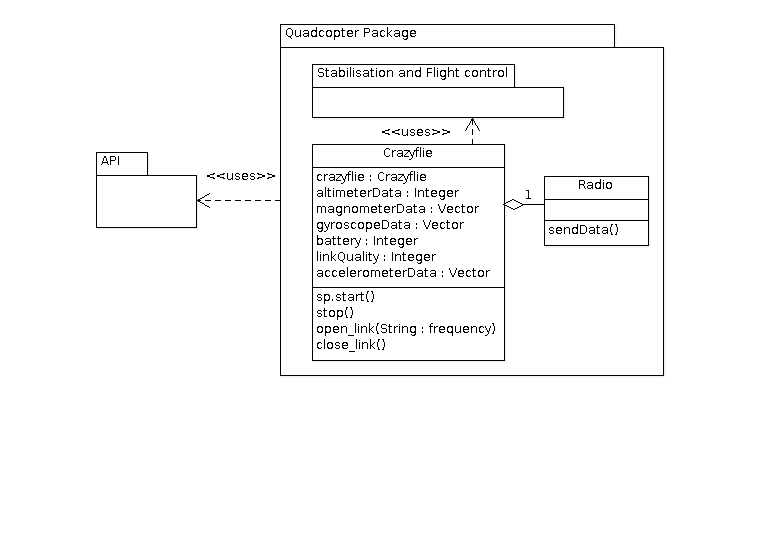 Quadcopter Package
Stabilisation and Flight control
<<uses>>
API
<<uses>>
Crazyflie
crazyflie : Crazyflie
altimeterData : Integer
magnometerData : Vector
gyroscopeData : Vector
battery : Integer
linkQuality : Integer
accelerometerData : Vector
sp.start()
stop()
open_link(String : frequency)
close_link()
1
Radio
sendData()